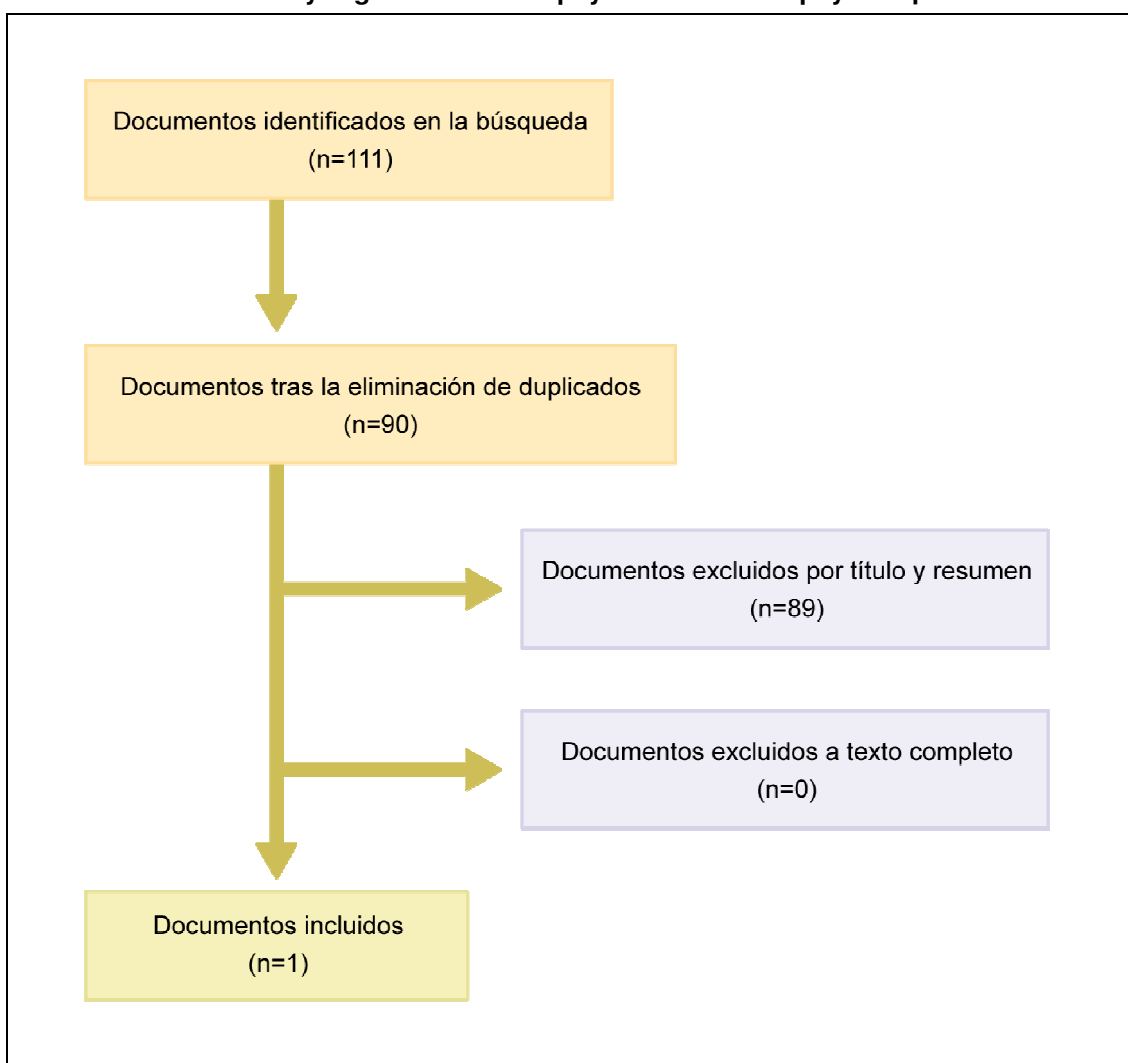 Documentos identificados en la búsqueda
(n=111)
Documentos tras la eliminación de duplicados
(n=90)
Documentos excluidos por título y resumen
(n=89)
Documentos excluidos a texto completo
(n=0)
Documentos incluidos
(n=1)